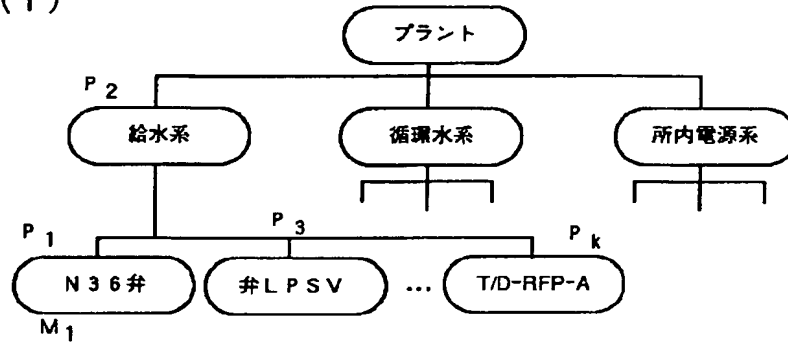 (1)
プラント
P2
給水系
循環水系
所内電源系
P1
P3
Pk
N36弁
弁LPSV
...
T/D-RFP-A
M1